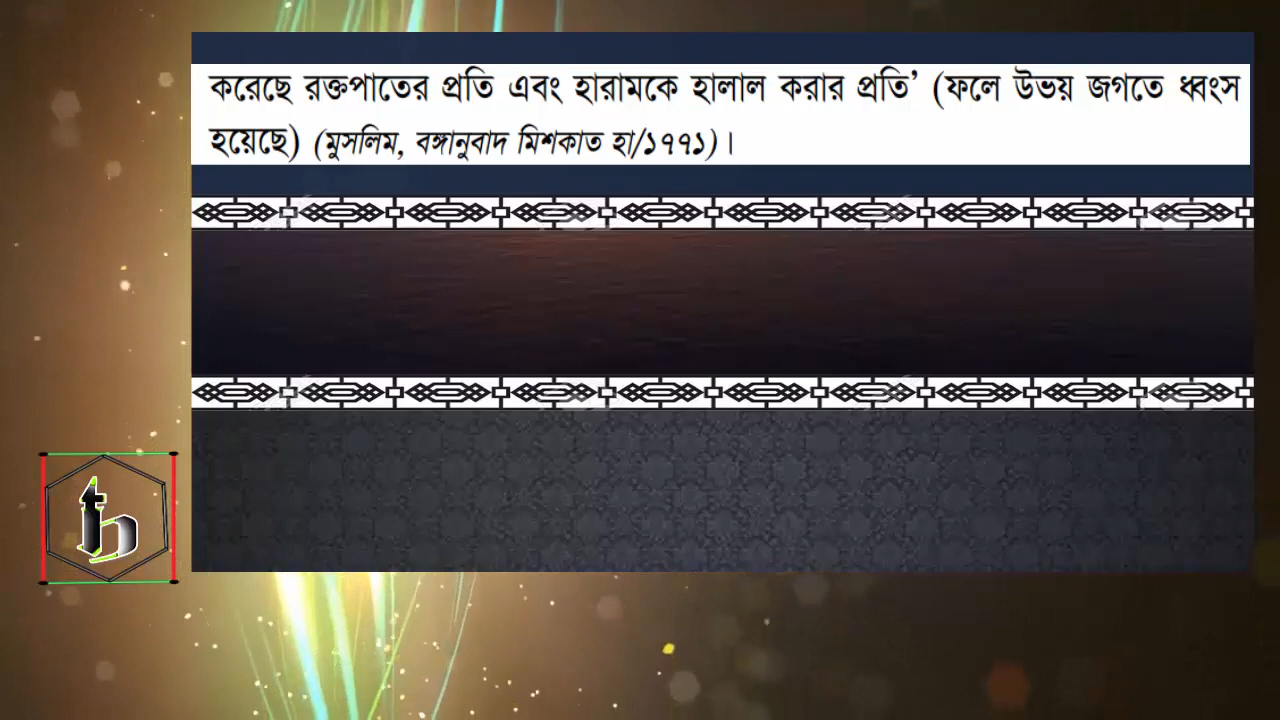 করেছে রক্তপাতের প্রতি এবং হারামকে হালাল করার প্রতি’ (ফলে উভয় জগতে ধ্বংস
হয়েছে) (মুসলিম, বঙ্গানুবাদ মিশকাত হা/১৭৭১)।
b